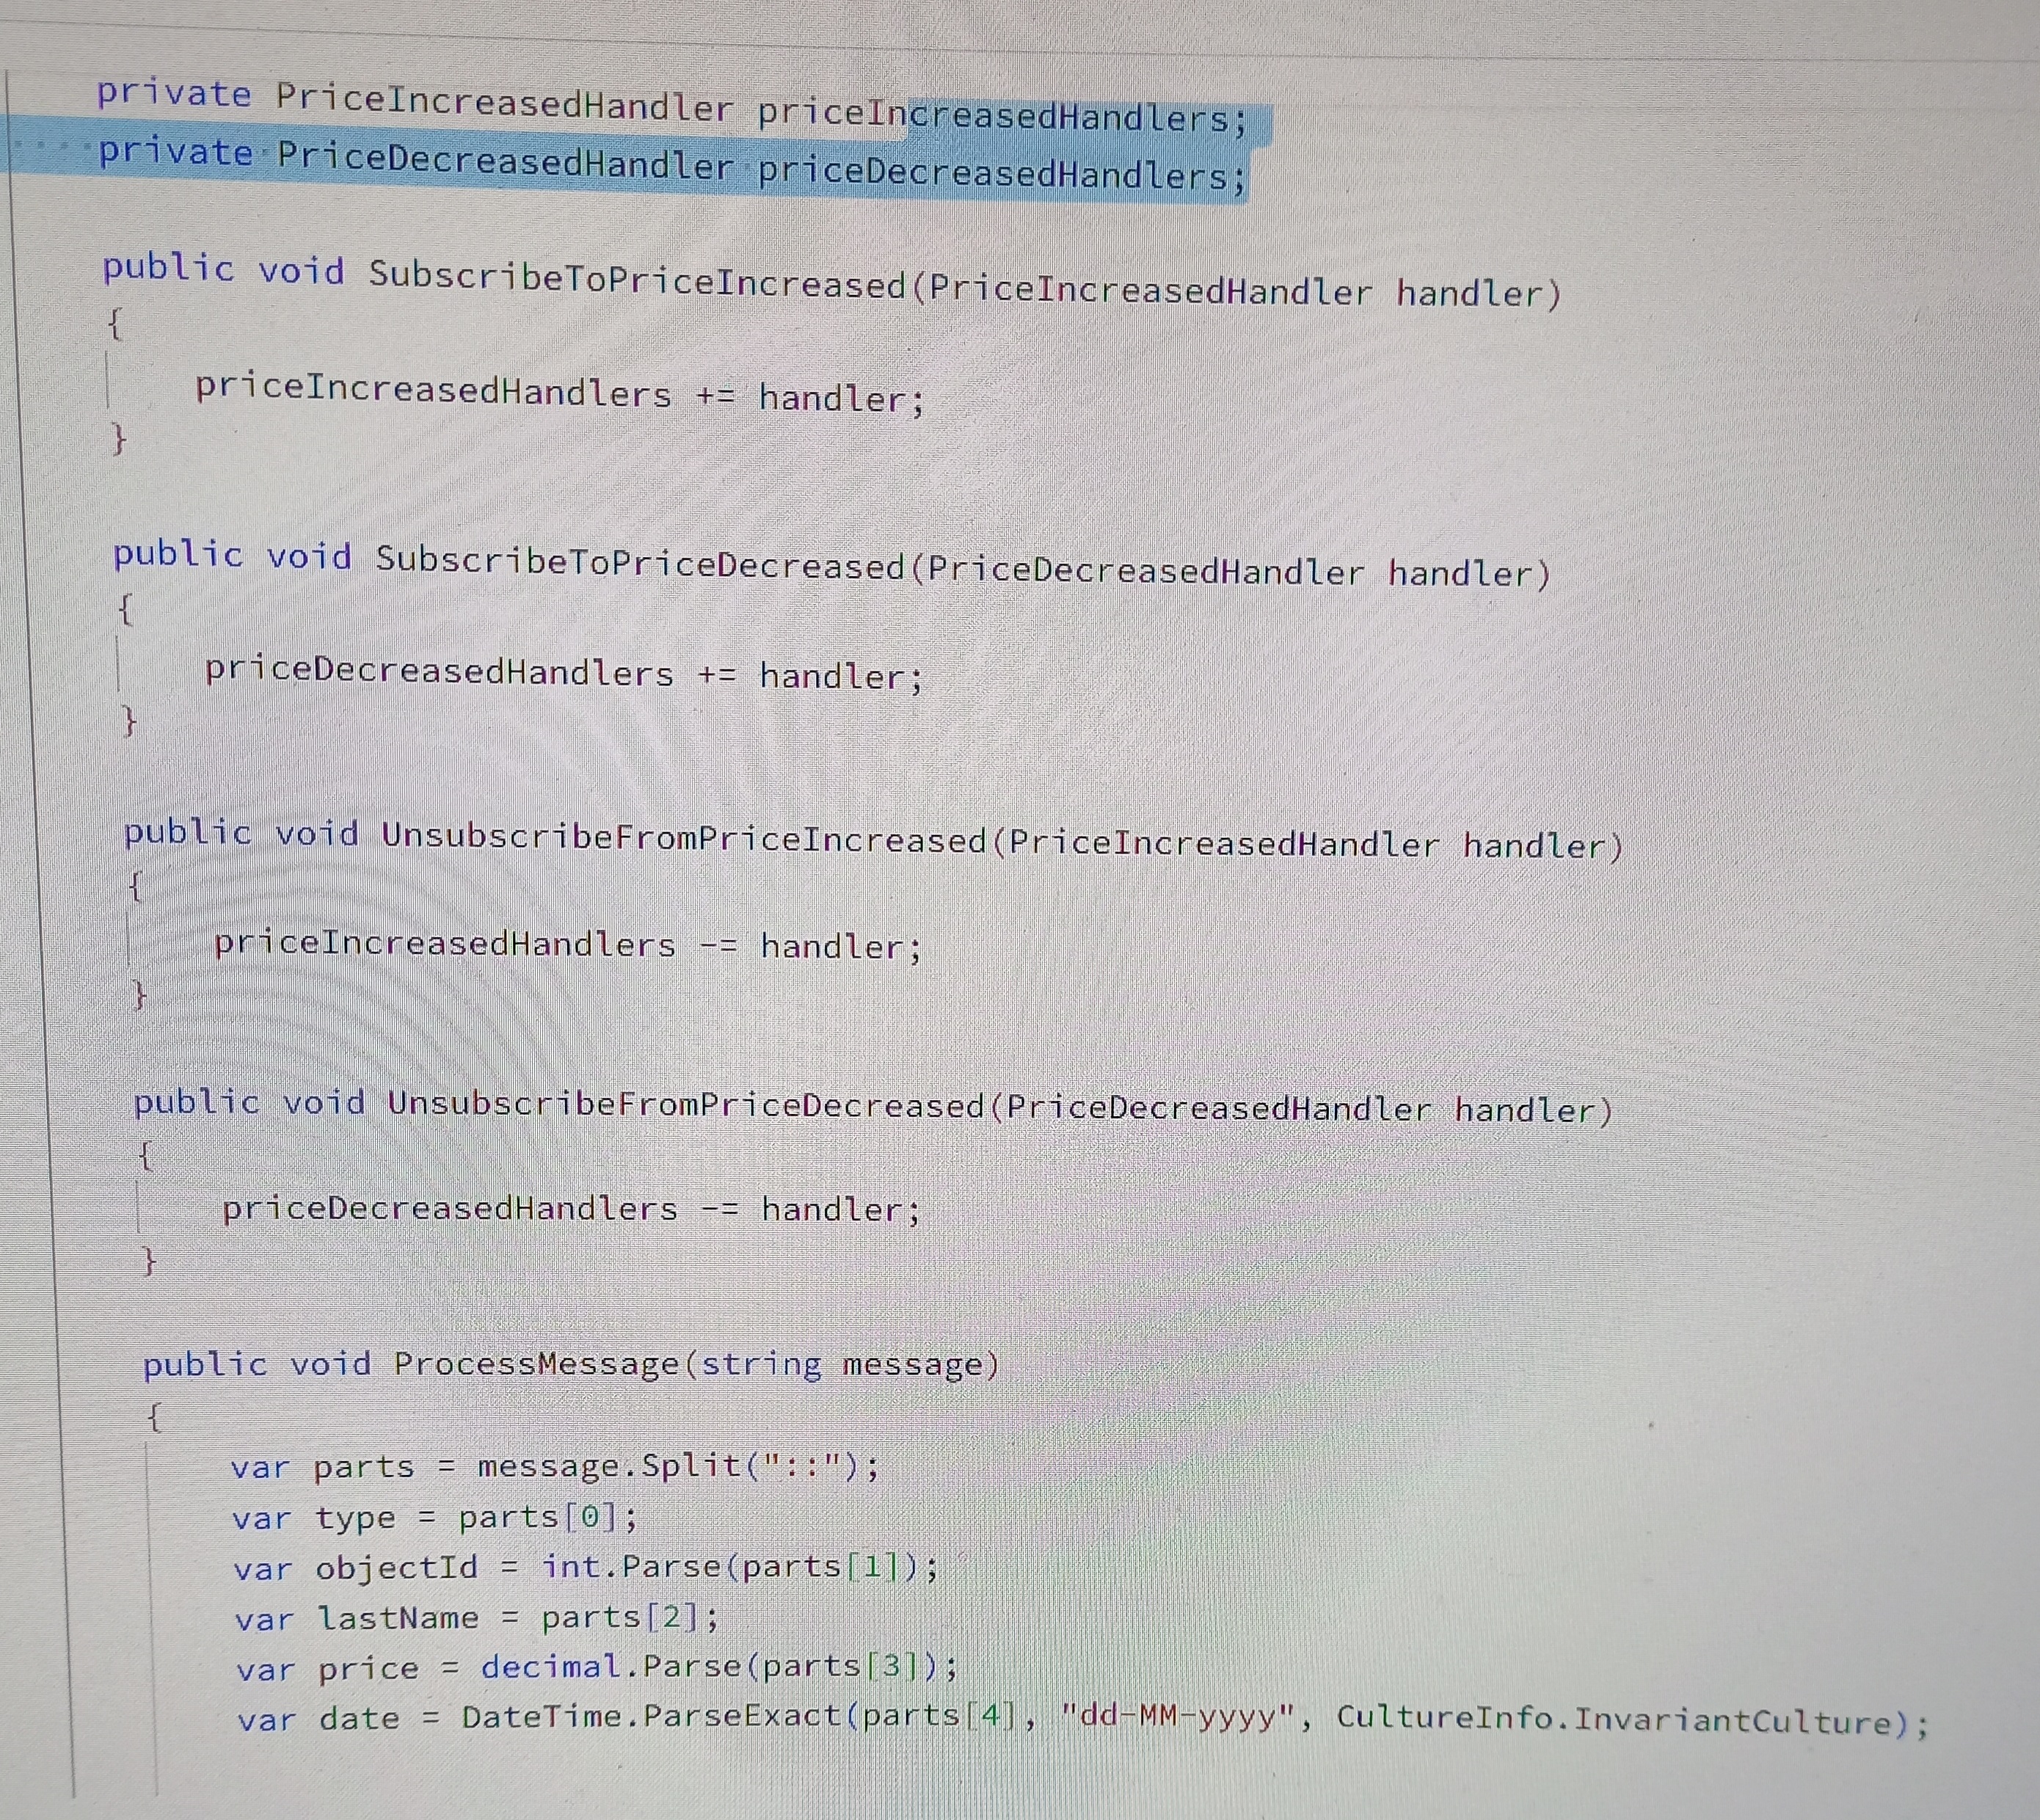 private PriceIncreasedHandler priceIncreasedHandlers;
private PriceDecreasedHandler priceDecreasedHandlers;
public void SubscribeToPriceIncreased(PriceIncreasedHandler handler)
{
priceIncreasedHandlers += handler;
}
public void SubscribeToPriceDecreased(PriceDecreasedHandler handler)
{
priceDecreasedHandlers += handler;
}
public void UnsubscribeFromPriceIncreased(PriceIncreasedHandler handler)
{
priceIncreasedHandlers -= handler;
}
public void UnsubscribeFromPriceDecreased(PriceDecreasedHandler handler)
{
priceDecreasedHandlers -= handler;
}
public void ProcessMessage(string message)
{
var parts = message.Split("::");
var type = parts[0];
var objectId = int.Parse(parts[1]);
var lastName = parts[2];
var price = decimal.Parse(parts[3]);
var date = DateTime.ParseExact(parts[4], "dd-MM-yyyy", CultureInfo.InvariantCulture);